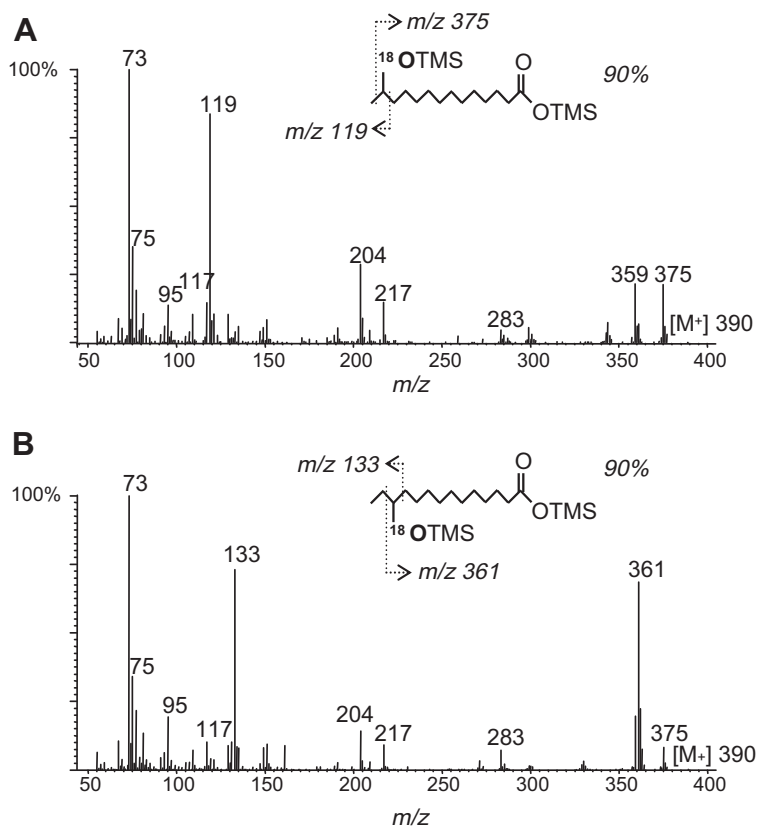 A
m/z 375
18 OTMS
O
90%
OTMS
m/z 119
100%
73
119
75
95
117
204
217
283
359
375
[M+] 390
50 100 150 200 250 300 350 400
m/z
B
m/z 133
O
90%
OTMS
18 OTMS
m/z 361
100%
73
133
75
95
117
204
217
283
361
375
[M+] 390
50 100 150 200 250 300 350 400
m/z